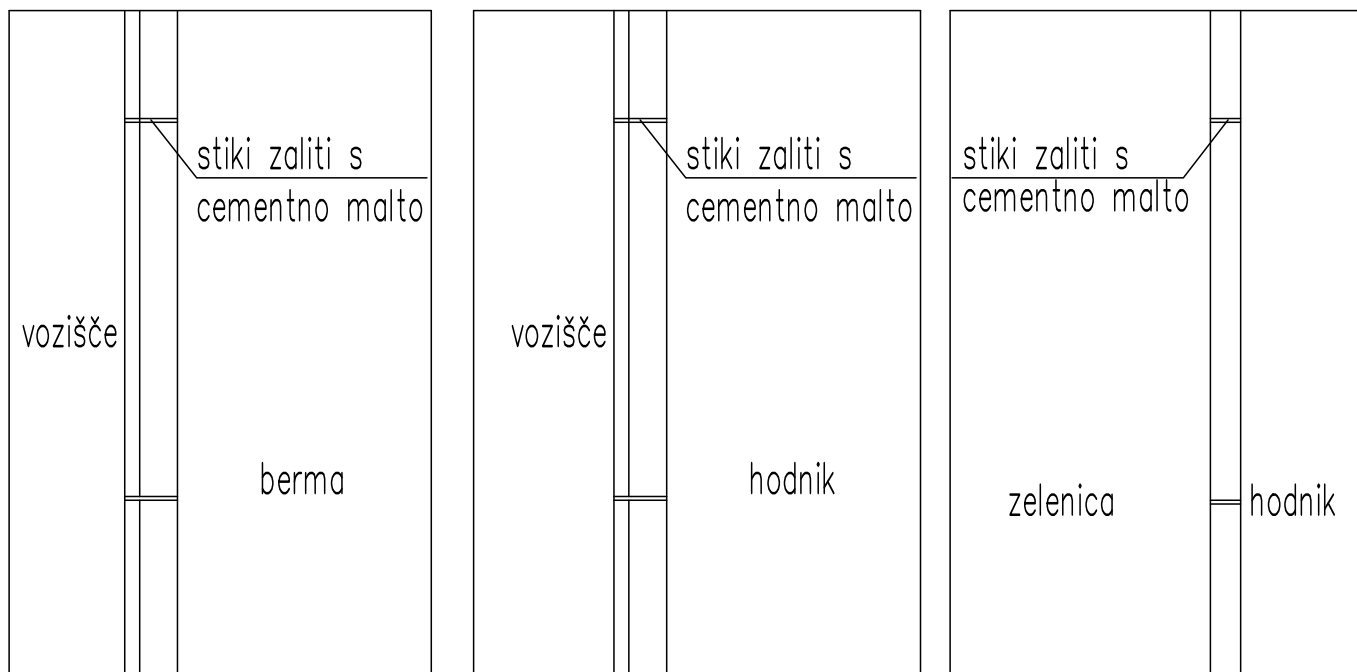 stiki zaliti s
cementno malto
vozišče
berma
stiki zaliti s
cementno malto
vozišče
hodnik
stiki zaliti s
cementno malto
zelenica
hodnik